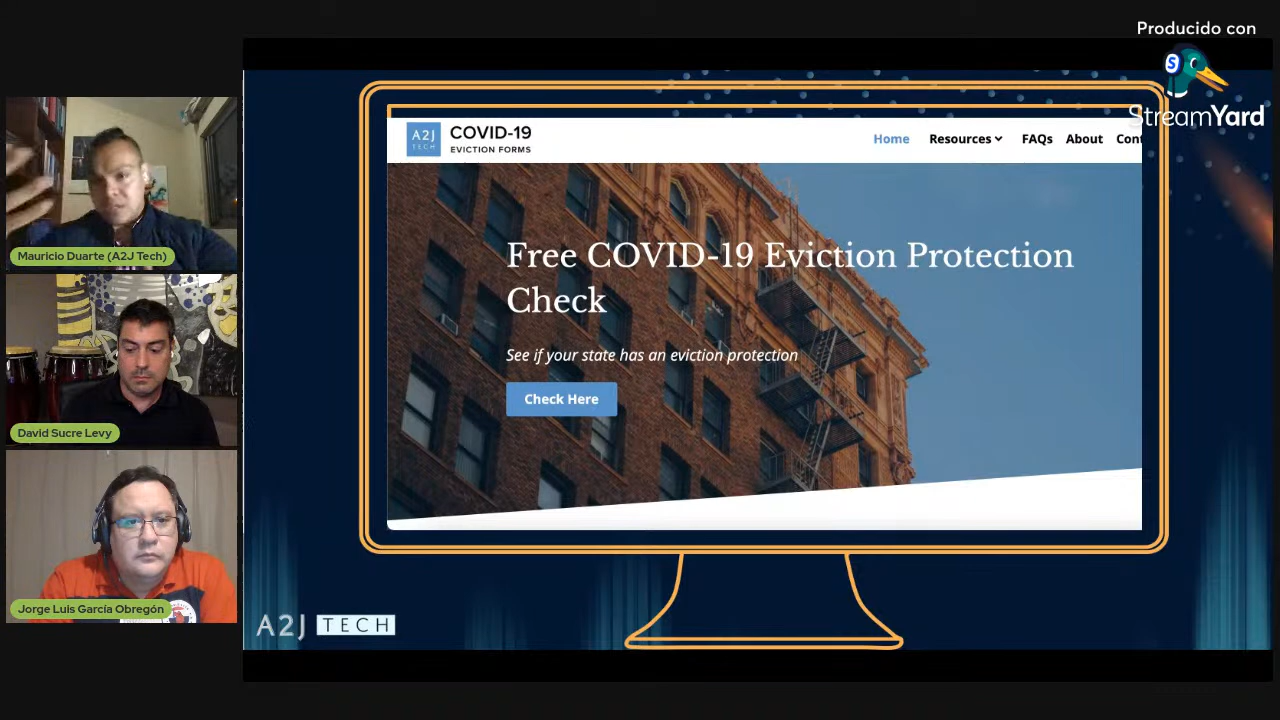 Producido con
StreamYard
A2J
TECH
COVID-19
EVICTION FORMS
Home
Resources
FAQs
About
Cont
Free COVID-19 Eviction Protection
Check
See if your state has an eviction protection
Check Here
Mauricio Duarte (A2J Tech)
David Sucre Levy
Jorge Luis García Obregón
A2J TECH